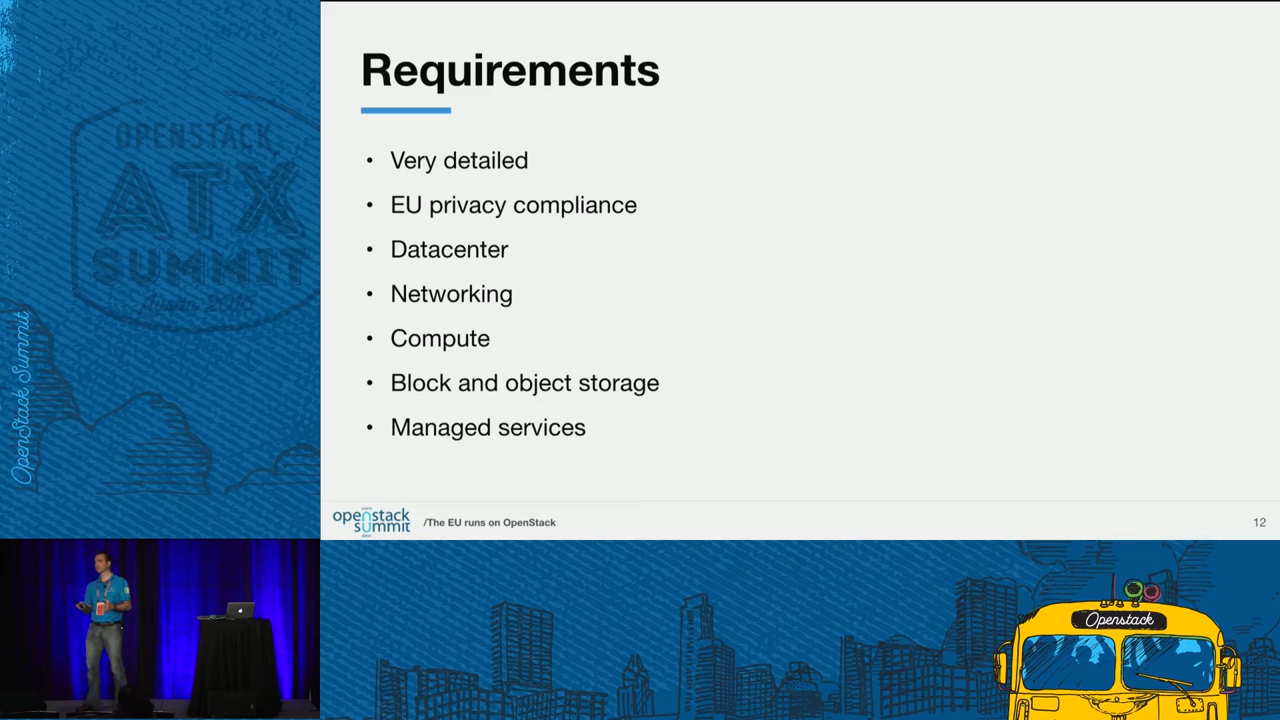 OPENSTACK
ATX
SUMMIT
Austin 2016
OpenStack Summit
Requirements
• Very detailed
• EU privacy compliance
• Datacenter
• Networking
• Compute
• Block and object storage
• Managed services
openstack
summit
/The EU runs on OpenStack
12
Openstack